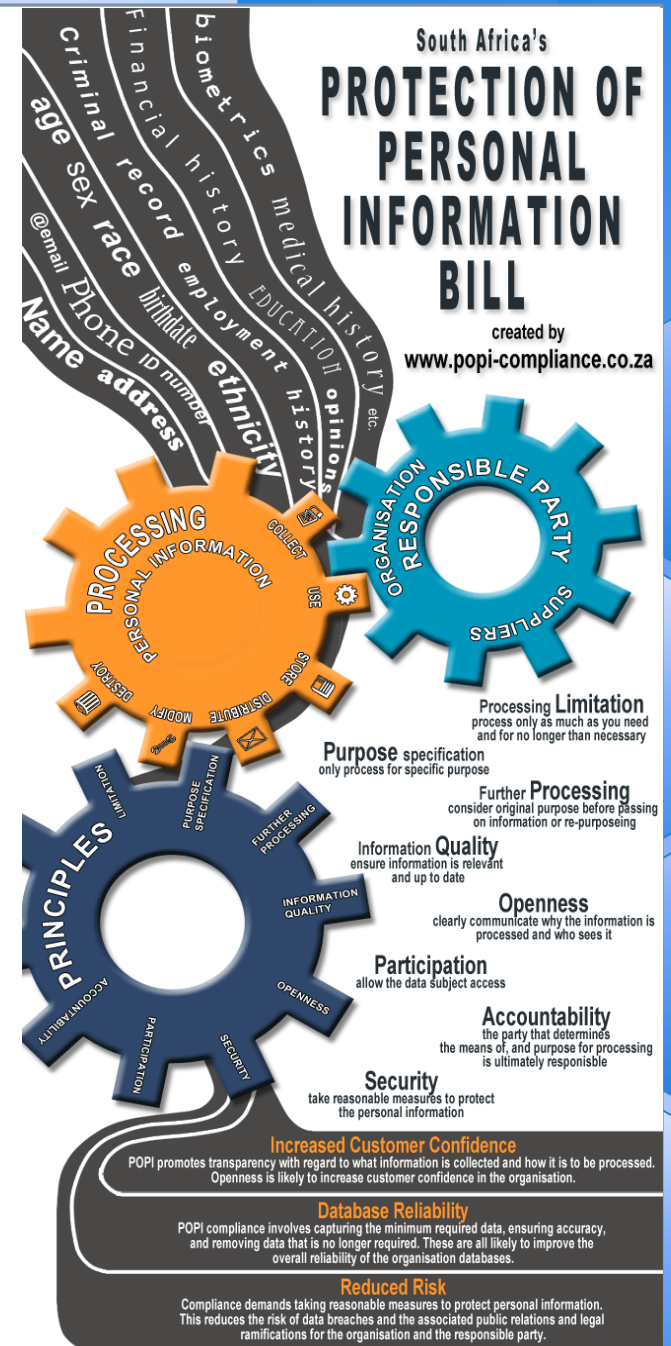 South Africa's
PROTECTION OF
PERSONAL
INFORMATION
BILL
created by
www.popi-compliance.co.za
biometrics medical history etc.
Financial history EDUCATION opinions
Criminal record employment history
age sex race birthdate ethnicity
@email Phone ID number
Name address
PROCESSING
PERSONAL INFORMATION
COLLECT
USE
STORE
DISTRIBUTE
MODIFY
DESTROY
ORGANISATION
RESPONSIBLE PARTY
SUPPLIERS
PRINCIPLES
LIMITATION
PURPOSE
SPECIFICATION
FURTHER
PROCESSING
INFORMATION
QUALITY
OPENNESS
SECURITY
PARTICIPATION
ACCOUNTABILITY
Processing Limitation
process only as much as you need
and for no longer than necessary
Purpose specification
only process for specific purpose
Further Processing
consider original purpose before passing
on information or re-purposeing
Information Quality
ensure information is relevant
and up to date
Openness
clearly communicate why the information is
processed and who sees it
Participation
allow the data subject access
Accountability
the party that determines
the means of, and purpose for processing
is ultimately responisble
Security
take reasonable measures to protect
the personal information
Increased Customer Confidence
POPI promotes transparency with regard to what information is collected and how it is to be processed.
Openness is likely to increase customer confidence in the organisation.
Database Reliability
POPI compliance involves capturing the minimum required data, ensuring accuracy,
and removing data that is no longer required. These are all likely to improve the
overall reliability of the organisation databases.
Reduced Risk
Compliance demands taking reasonable measures to protect personal information.
This reduces the risk of data breaches and the associated public relations and legal
ramifications for the organisation and the responsible party.